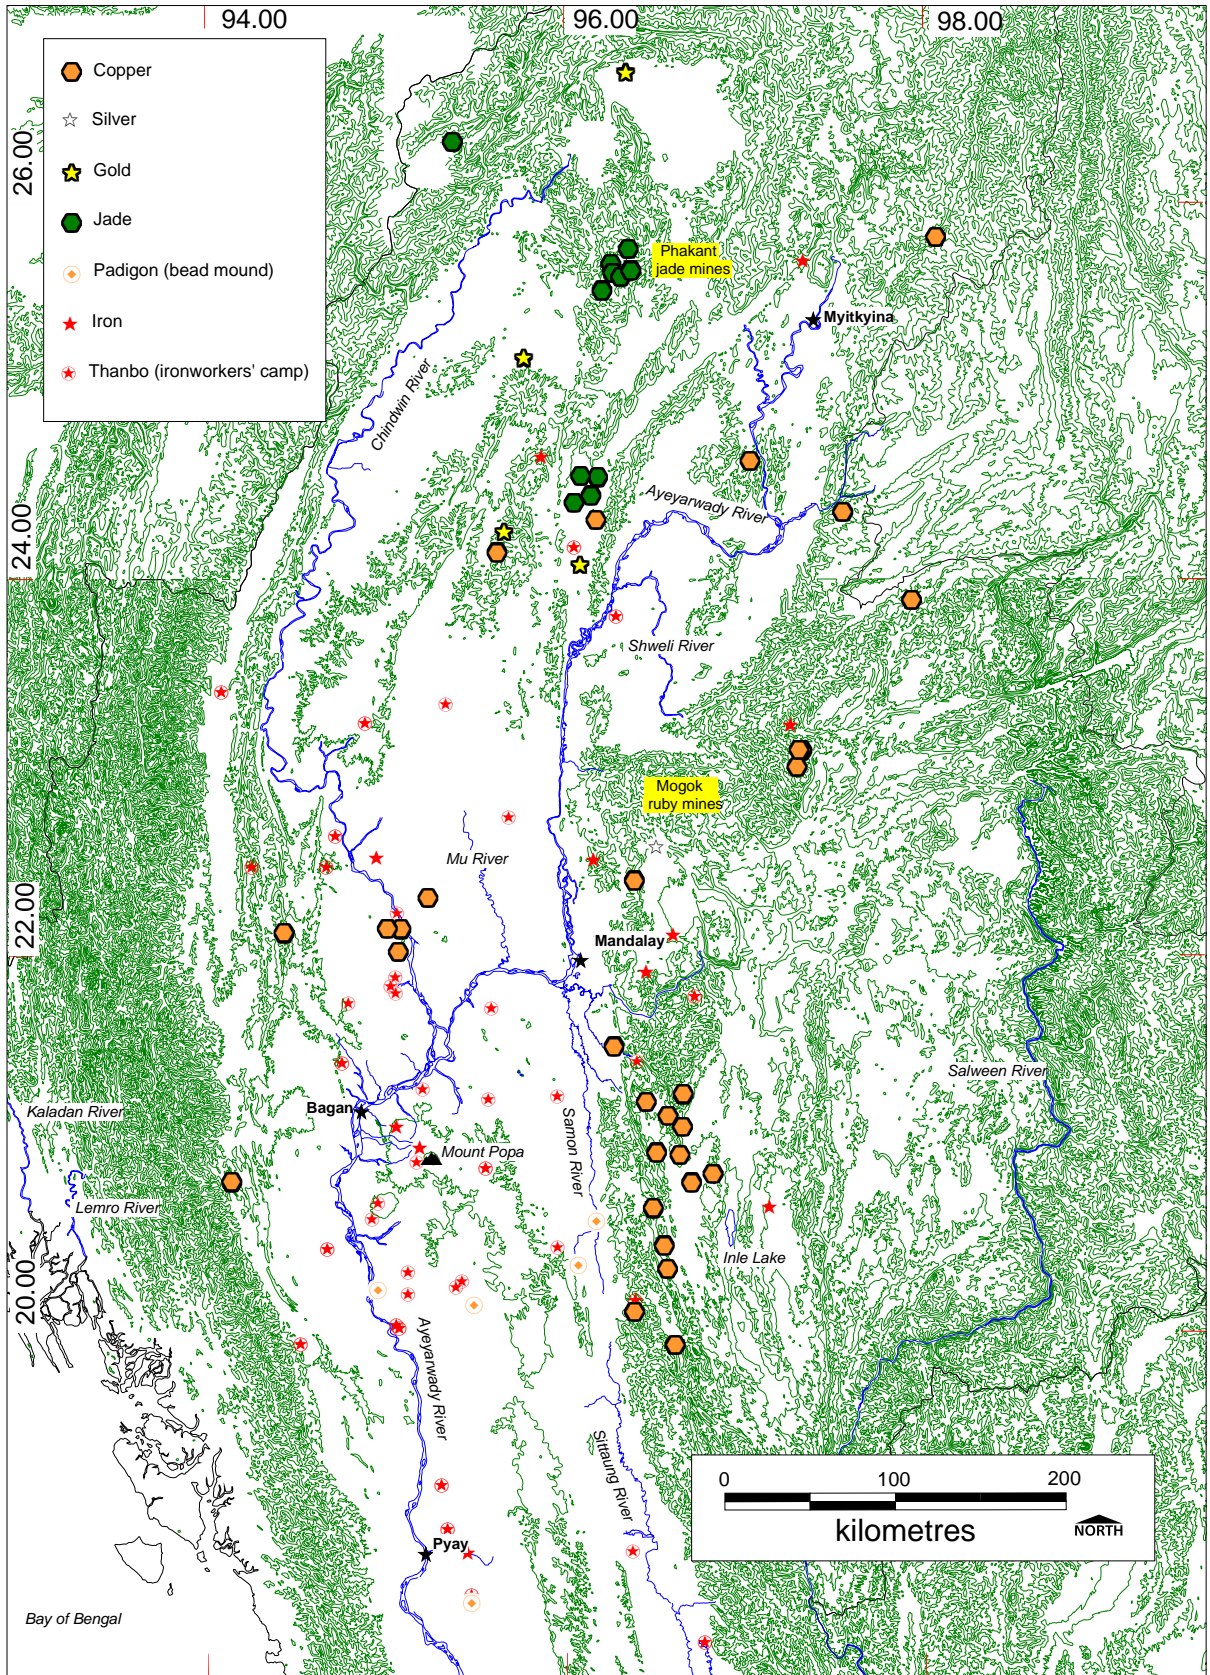 94.00
96.00
98.00
Copper
Silver
Gold
Jade
Padigon (bead mound)
Iron
Thanbo (ironworkers' camp)
26.00
Phakant
jade mines
Myitkyina
Chindwin River
Ayeyarwady River
24.00
Shweli River
Mogok
ruby mines
Mu River
22.00
Mandalay
Salween River
Kaladan River
Bagan
Samon River
Mount Popa
Lemro River
Inle Lake
20.00
Ayeyarwady River
Sittaung River
0
100
200
kilometres
NORTH
Pyay
Bay of Bengal